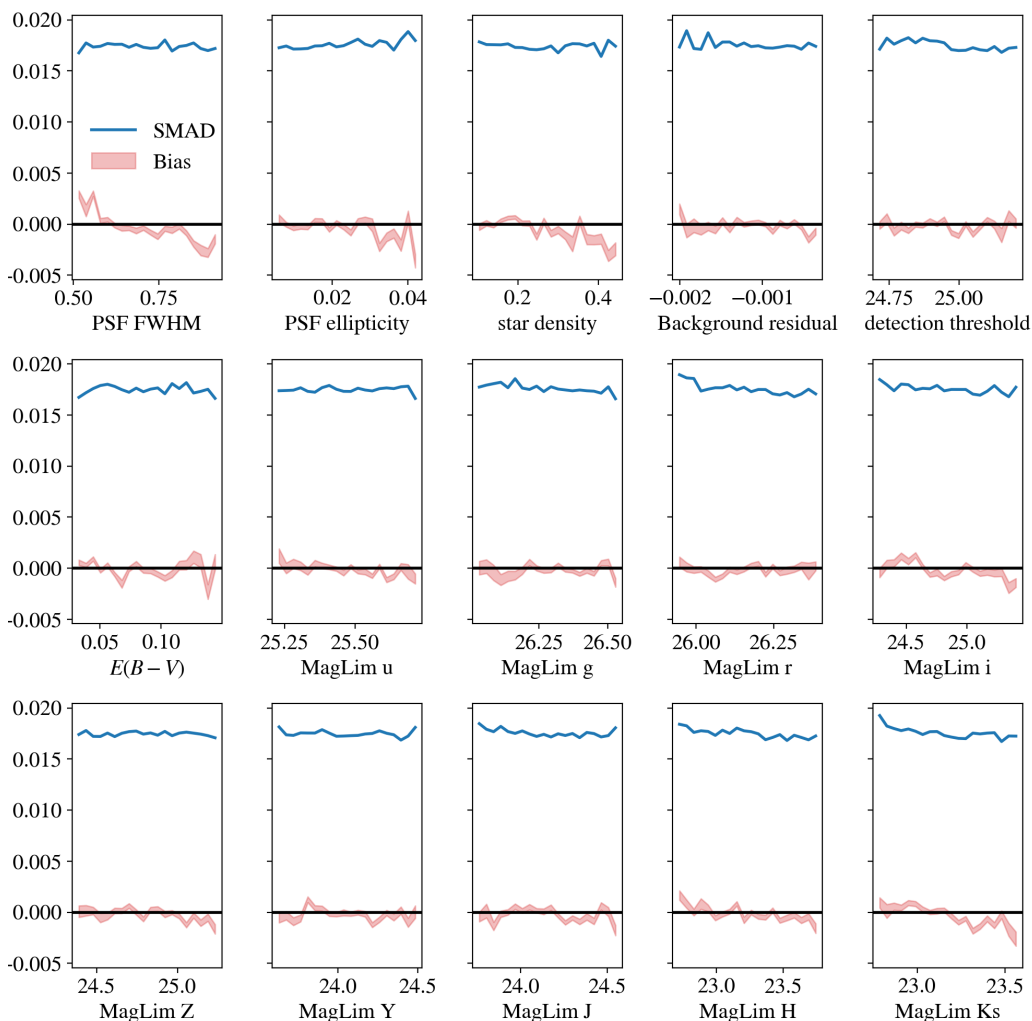 0.020
0.015
0.010
0.005
0.000
-0.005
SMAD
Bias
0.50 0.75
PSF FWHM
0.02 0.04
PSF ellipticity
0.2 0.4
star density
−0.002 −0.001
Background residual
24.75 25.00
detection threshold
0.020
0.015
0.010
0.005
0.000
-0.005
0.05 0.10
E(B − V)
25.25 25.50
MagLim u
26.25 26.50
MagLim g
26.00 26.25
MagLim r
24.5 25.0
MagLim i
0.020
0.015
0.010
0.005
0.000
-0.005
24.5 25.0
MagLim Z
24.0 24.5
MagLim Y
24.0 24.5
MagLim J
23.0 23.5
MagLim H
23.0 23.5
MagLim Ks